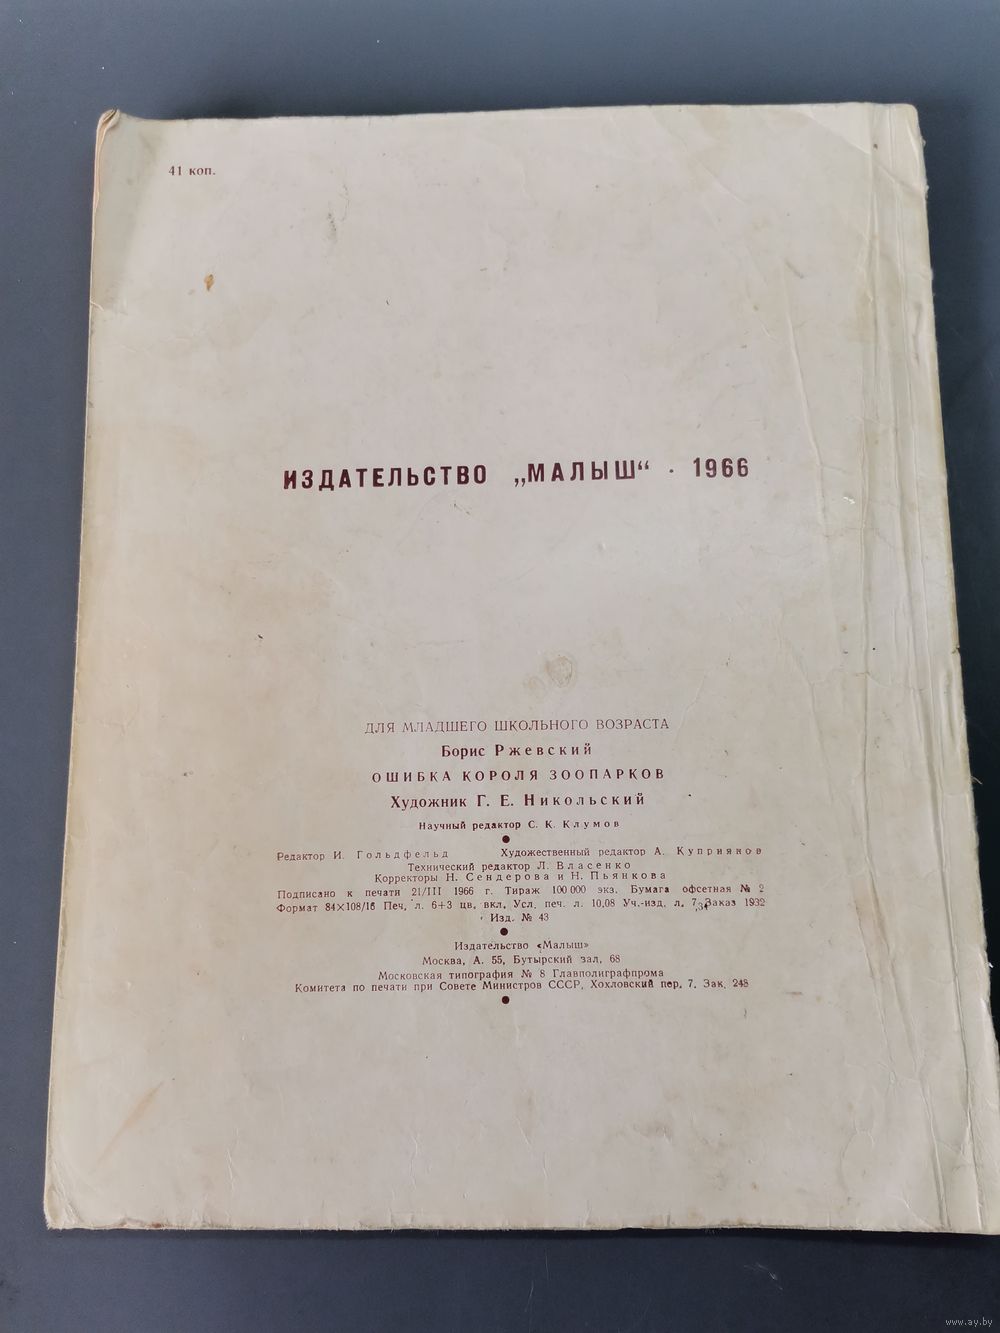 41 коп.
ИЗДАТЕЛЬСТВО „МАЛЫШ“ · 1966
ДЛЯ МЛАДШЕГО ШКОЛЬНОГО ВОЗРАСТА
Борис Ржевский
ОШИБКА КОРОЛЯ ЗООПАРКОВ
Художник Г. Е. Никольский
Научный редактор С. К. Клумов
Редактор И. Гольдфельд Художественный редактор А. Куприянов
Технический редактор Л. Власенко
Корректоры Н. Сендерова и Н. Пьянкова
Подписано к печати 21/III 1966 г. Тираж 100 000 экз. Бумага офсетная № 2
Формат 84×108/16 Печ. л. 6+3 цв. вкл. Усл. печ. л. 10,08 Уч.-изд. л. 7,34 Заказ 1932
Изд. № 43
Издательство «Малыш»
Москва, А. 55, Бутырский вал, 68
Московская типография № 8 Главполиграфпрома
Комитета по печати при Совете Министров СССР, Хохловский пер. 7. Зак. 248
www.ay.by